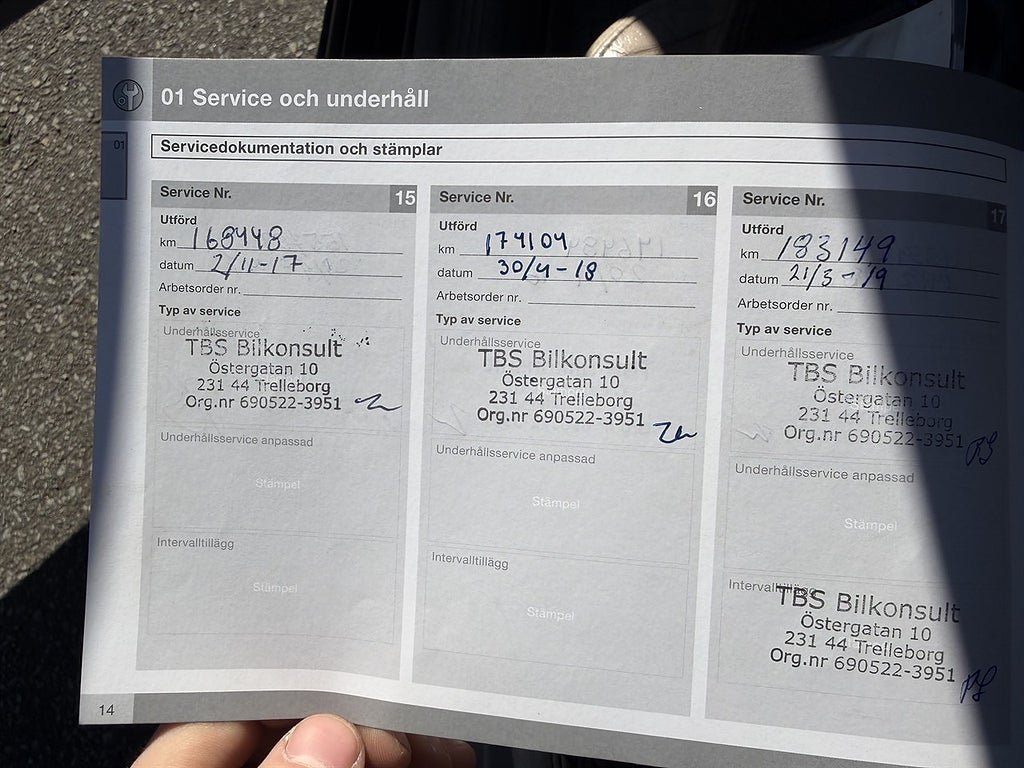 01 Service och underhåll
01
Servicedokumentation och stämplar
Service Nr. 15
Utförd
km 168448
datum 2/11-17
Arbetsorder nr.
Typ av service
Underhållsservice
TBS Bilkonsult
Östergatan 10
231 44 Trelleborg
Org.nr 690522-3951
Underhållsservice anpassad
Stämpel
Intervalltillägg
Stämpel
Service Nr. 16
Utförd
km 174104
datum 30/4-18
Arbetsorder nr.
Typ av service
Underhållsservice
TBS Bilkonsult
Östergatan 10
231 44 Trelleborg
Org.nr 690522-3951
Underhållsservice anpassad
Stämpel
Intervalltillägg
Stämpel
Service Nr. 17
Utförd
km 183149
datum 21/3-19
Arbetsorder nr.
Typ av service
Underhållsservice
TBS Bilkonsult
Östergatan 10
231 44 Trelleborg
Org.nr 690522-3951
Underhållsservice anpassad
Stämpel
Intervalltillägg
TBS Bilkonsult
Östergatan 10
231 44 Trelleborg
Org.nr 690522-3951
14